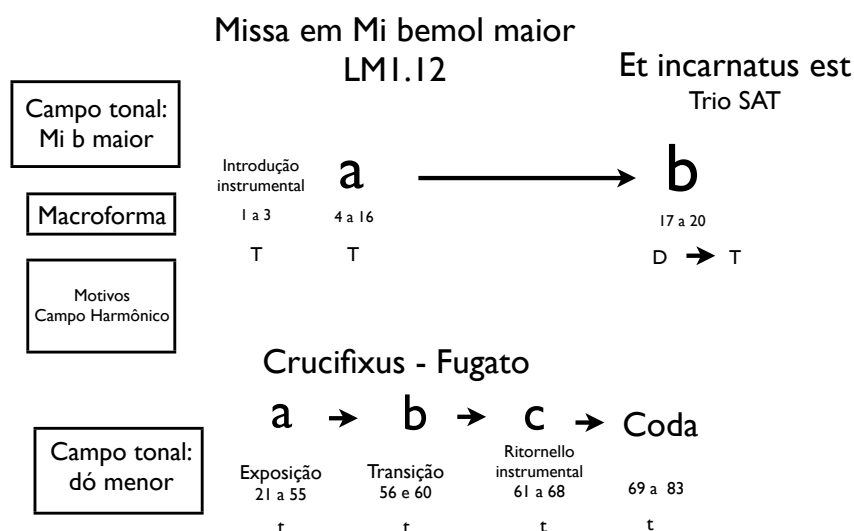 Missa em Mi bemol maior
LM1.12
Et incarnatus est
Trio SAT
Campo tonal:
Mi b maior
Introdução
instrumental
a
b
Macroforma
1 a 3
4 a 16
17 a 20
T
T
D
T
Motivos
Campo Harmônico
Crucifixus - Fugato
a
b
c
Coda
Campo tonal:
dó menor
Exposição
21 a 55
Transição
56 e 60
Ritornello
instrumental
61 a 68
69 a 83
t
t
t
t